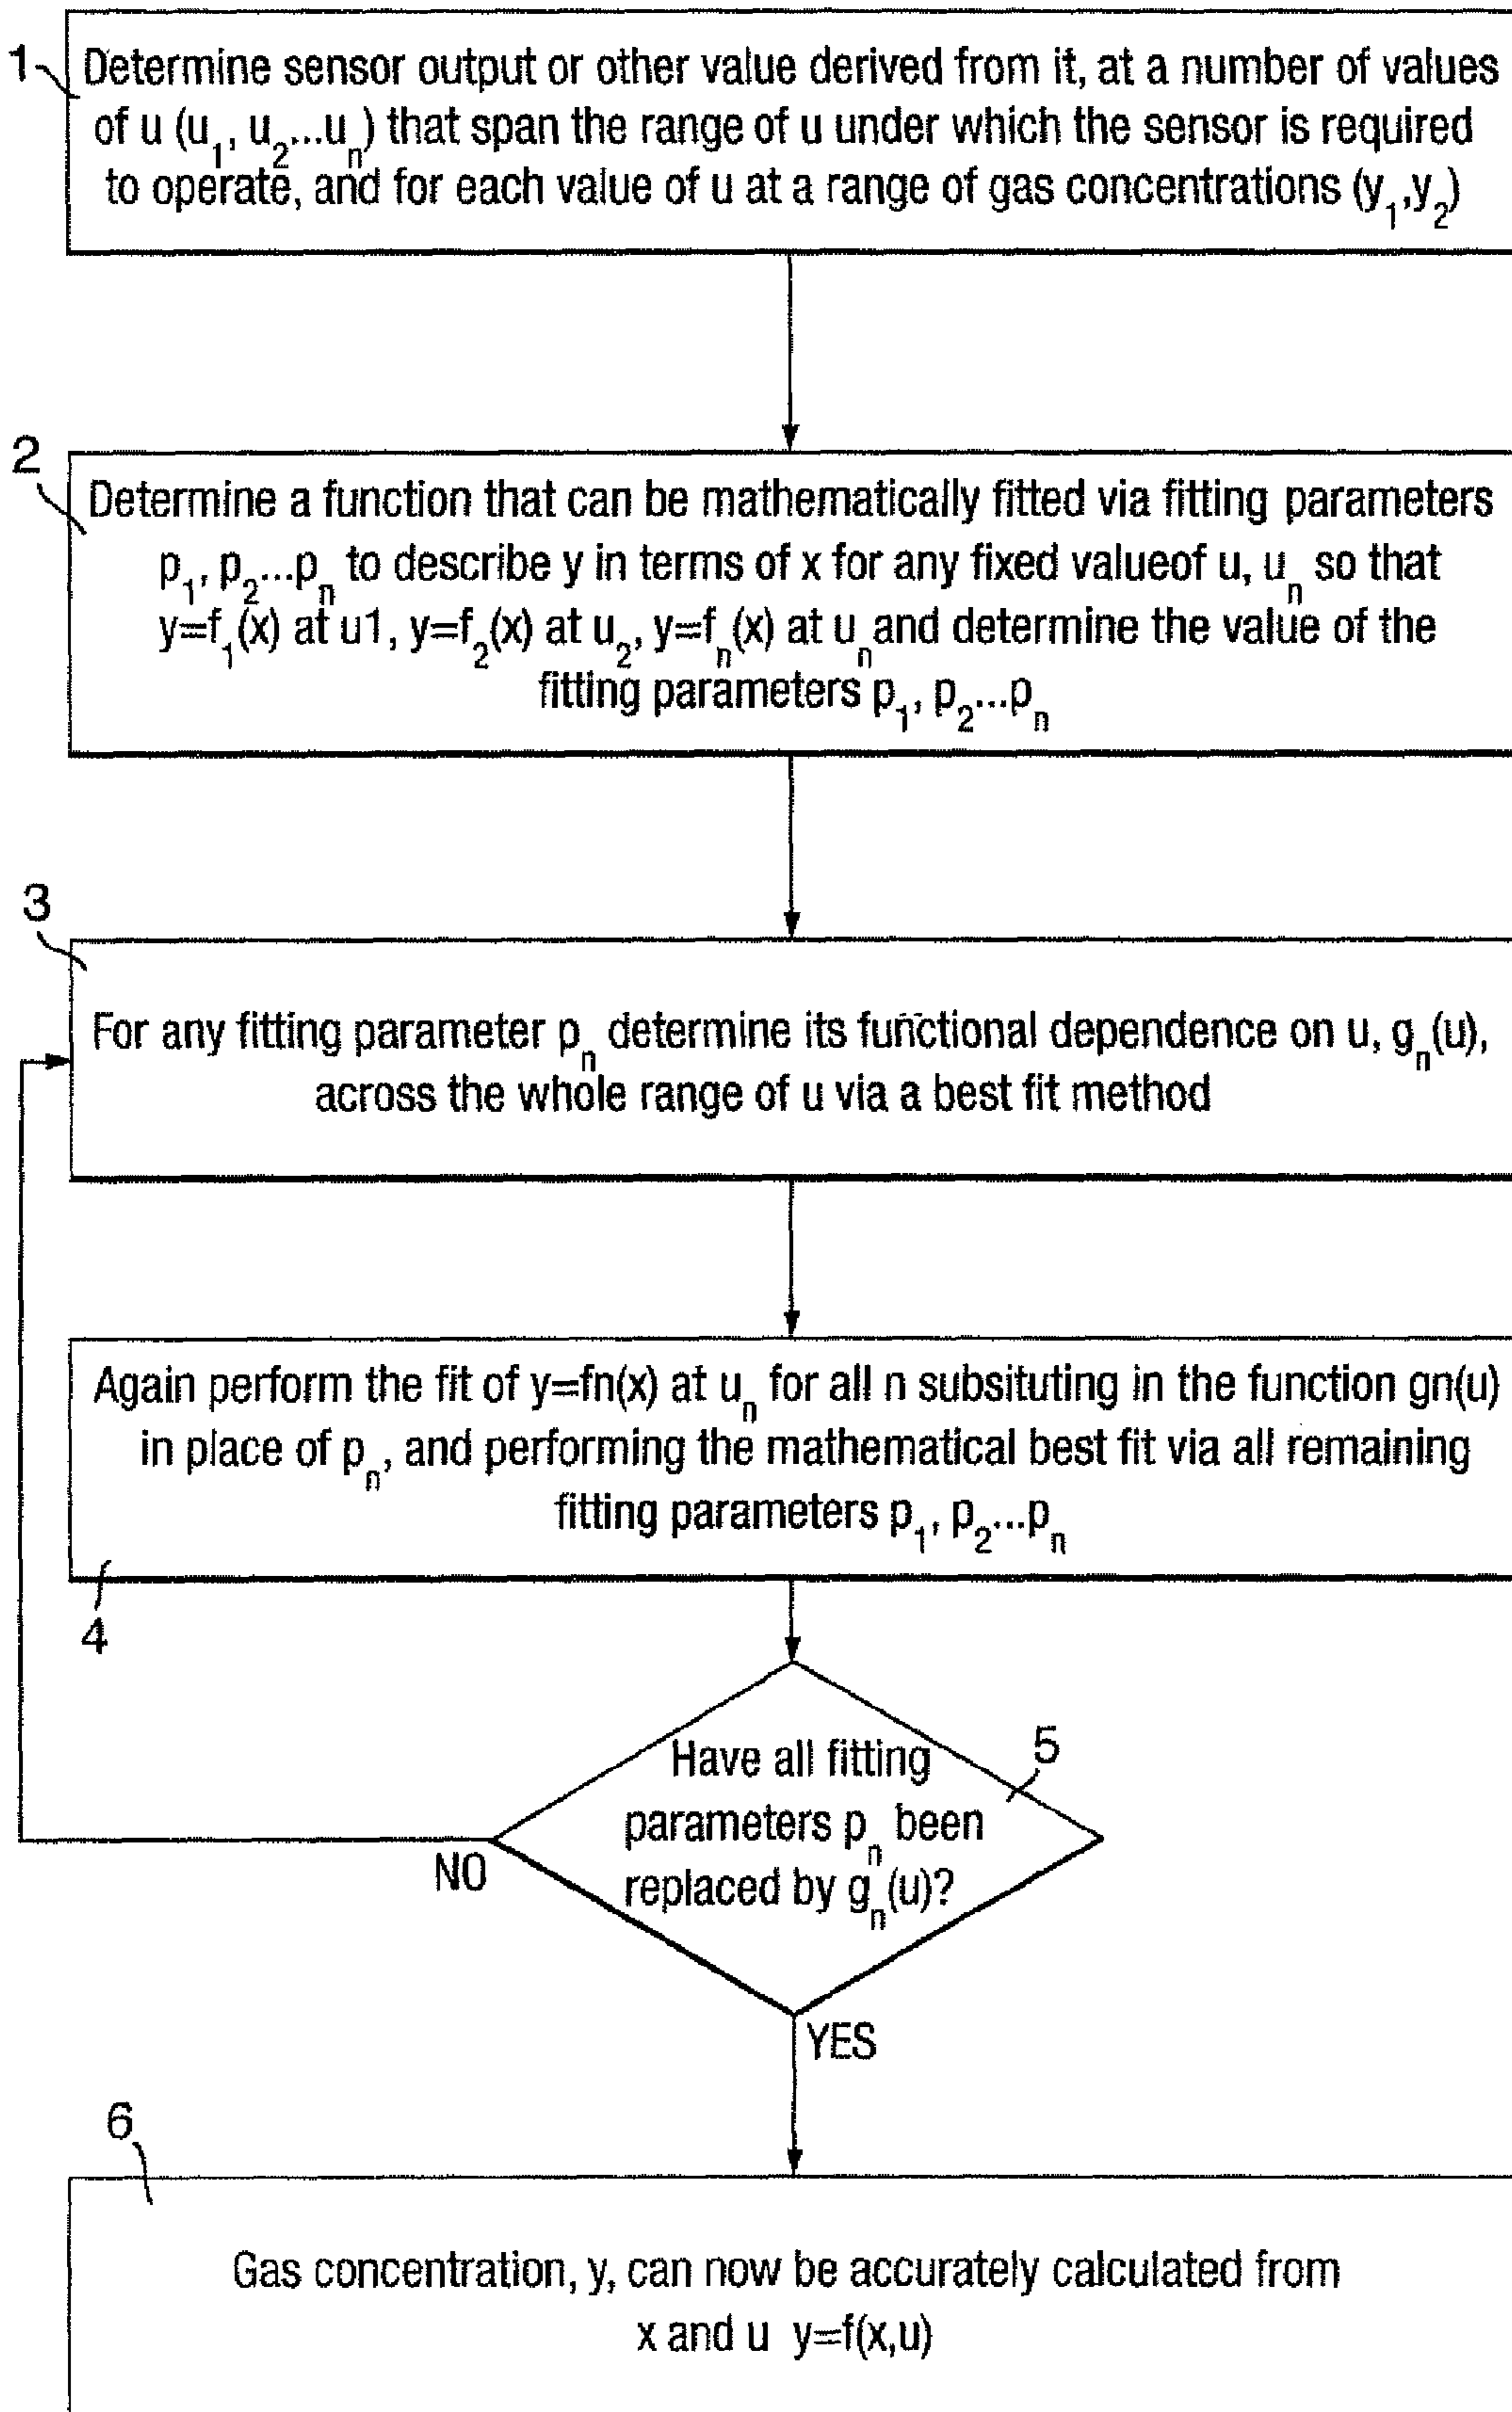 1
Determine sensor output or other value derived from it, at a number of values
of u (u₁, u₂...uₙ) that span the range of u under which the sensor is required
to operate, and for each value of u at a range of gas concentrations (y₁,y₂)
2
Determine a function that can be mathematically fitted via fitting parameters
p₁, p₂...pₙ to describe y in terms of x for any fixed valueof u, uₙ so that
y=f₁(x) at u1, y=f₂(x) at u₂, y=fₙ(x) at uₙ and determine the value of the
fitting parameters p₁, p₂...pₙ
3
For any fitting parameter pₙ determine its functional dependence on u, gₙ(u),
across the whole range of u via a best fit method
Again perform the fit of y=fn(x) at uₙ for all n subsituting in the function gn(u)
in place of pₙ, and performing the mathematical best fit via all remaining
fitting parameters p₁, p₂...pₙ
4
Have all fitting
parameters pₙ been
replaced by gₙ(u)?
5
NO
YES
6
Gas concentration, y, can now be accurately calculated from
x and u y=f(x,u)